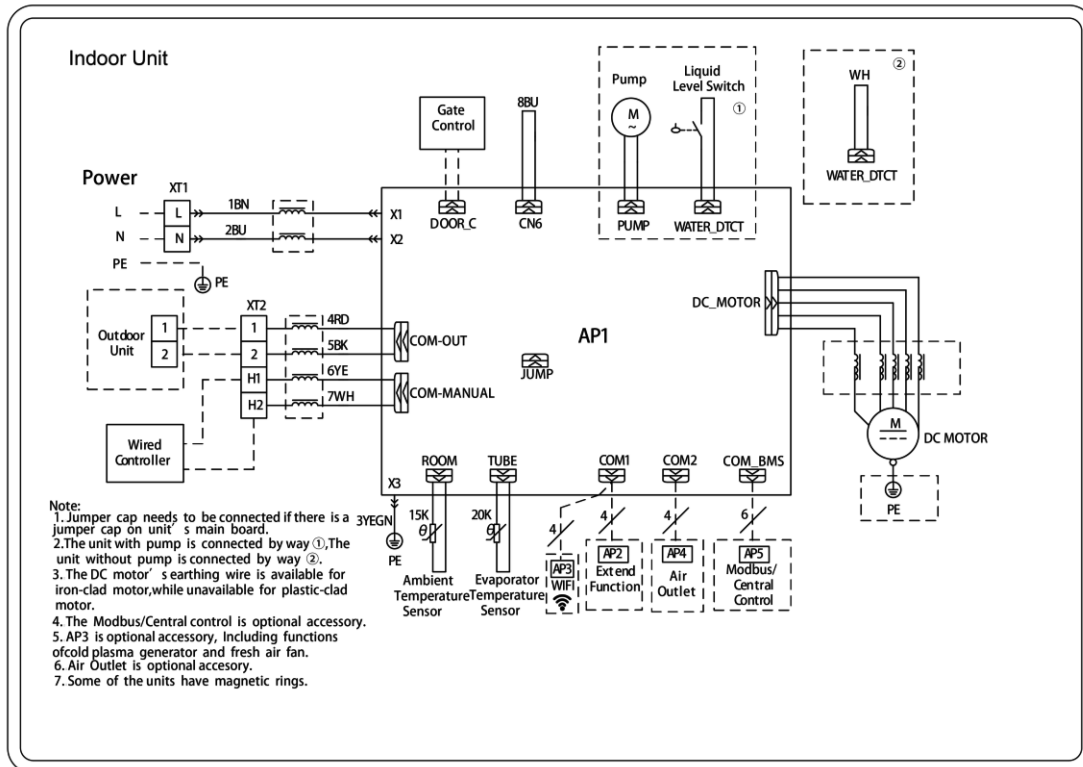 Indoor Unit
Power
XT1
L
L
1BN
X1
N
N
2BU
X2
PE
PE
Gate
Control
DOOR_C
8BU
CN6
Pump
M
~
PUMP
Liquid
Level Switch
①
WATER_DTCT
②
WH
WATER_DTCT
Outdoor
Unit
1
2
XT2
1
2
H1
H2
4RD
5BK
6YE
7WH
COM-OUT
COM-MANUAL
Wired
Controller
AP1
JUMP
DC_MOTOR
M
DC MOTOR
PE
X3
3YEGN
PE
ROOM
15K
θ
Ambient
Temperature
Sensor
TUBE
20K
θ
Evaporator
Temperature
Sensor
COM1
4
AP3
WIFI
4
AP2
Extend
Function
COM2
4
AP4
Air
Outlet
COM_BMS
6
AP5
Modbus/
Central
Control
Note:
1. Jumper cap needs to be connected if there is a
jumper cap on unit's main board.
2.The unit with pump is connected by way ①,The
unit without pump is connected by way ②.
3. The DC motor's earthing wire is available for
iron-clad motor,while unavailable for plastic-clad
motor.
4. The Modbus/Central control is optional accessory.
5. AP3 is optional accessory, Including functions
ofcold plasma generator and fresh air fan.
6. Air Outlet is optional accesory.
7. Some of the units have magnetic rings.